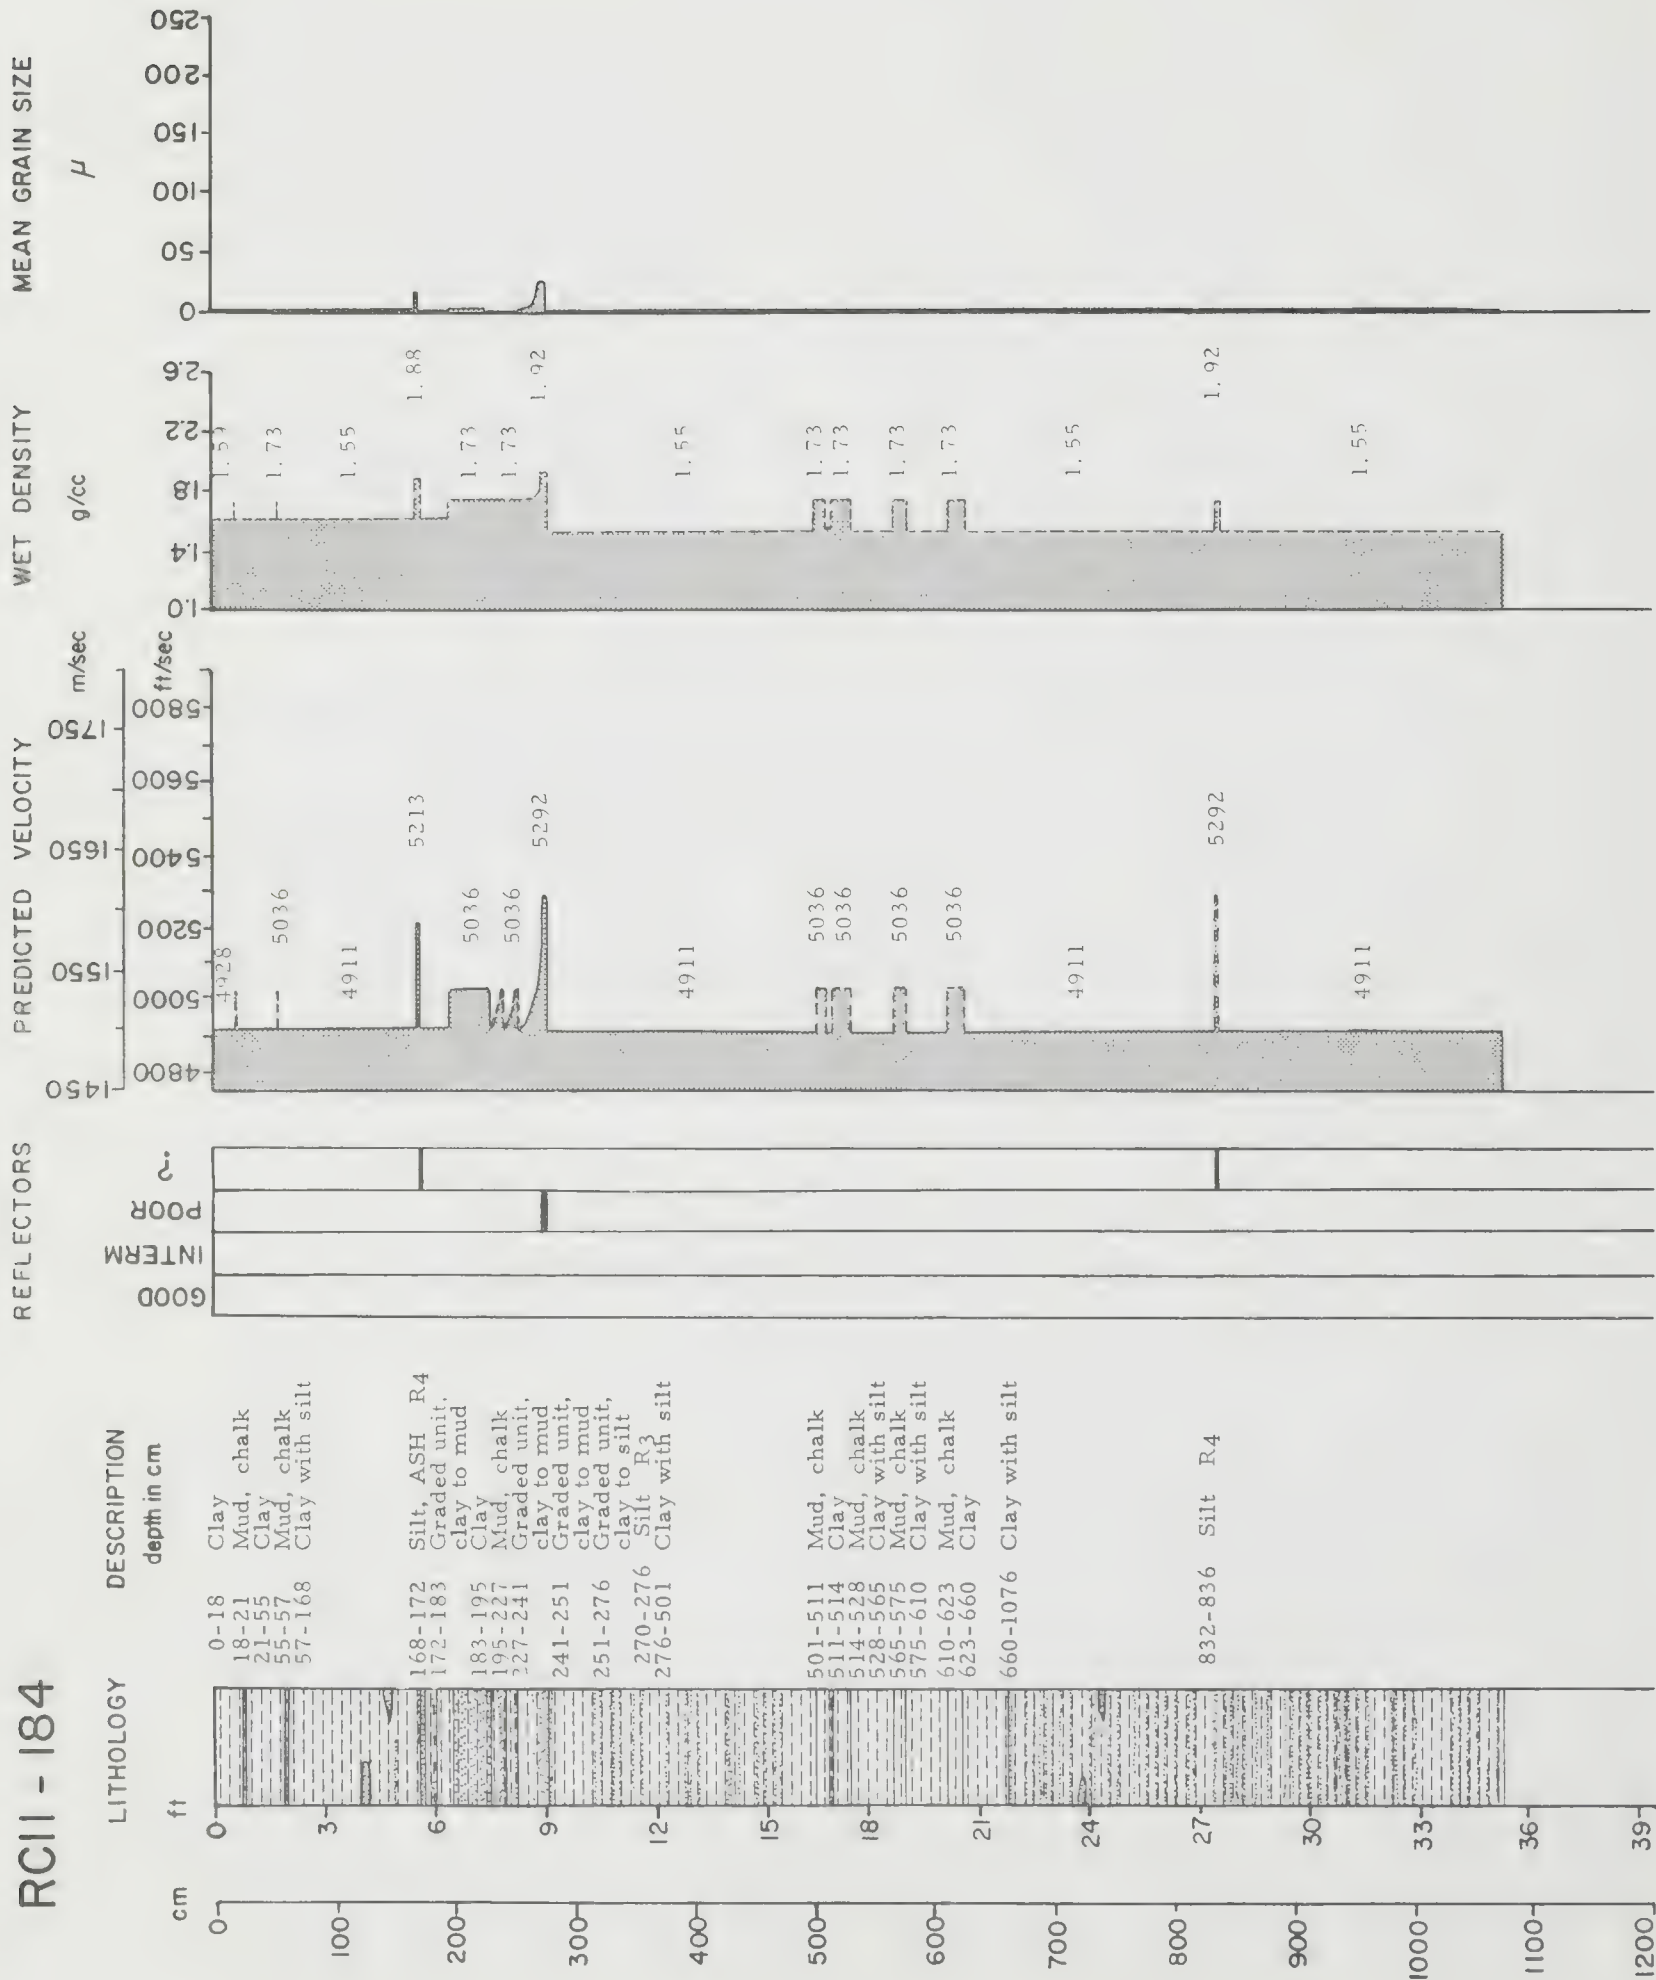 RC11-184
LITHOLOGY
DESCRIPTION
depth in cm
REFLECTORS
GOOD
INTERM
POOR
?
PREDICTED VELOCITY
m/sec
1450
1550
1650
1750
ft/sec
4800
5000
5200
5400
5600
5800
WET DENSITY
g/cc
1.0
1.4
1.8
2.2
2.6
MEAN GRAIN SIZE
μ
0
50
100
150
200
250
cm
0
100
200
300
400
500
600
700
800
900
1000
1100
1200
ft
0
3
6
9
12
15
18
21
24
27
30
33
36
39
0-18 Clay
18-21 Mud, chalk
21-55 Clay
55-57 Mud, chalk
57-168 Clay with silt
168-172 Silt, ASH R4
172-183 Graded unit,
clay to mud
183-195 Clay
195-227 Mud, chalk
227-241 Graded unit,
clay to mud
241-251 Graded unit,
clay to mud
251-276 Graded unit,
clay to silt
270-276 Silt R3
276-501 Clay with silt
501-511 Mud, chalk
511-514 Clay
514-528 Mud, chalk
528-565 Clay with silt
565-575 Mud, chalk
575-610 Clay with silt
610-623 Mud, chalk
623-660 Clay
660-1076 Clay with silt
832-836 Silt R4
4928
5036
4911
5213
5036
5036
5292
4911
5036
5036
5036
5036
4911
5292
4911
1.59
1.73
1.55
1.88
1.73
1.73
1.92
1.55
1.73
1.73
1.73
1.73
1.55
1.92
1.55